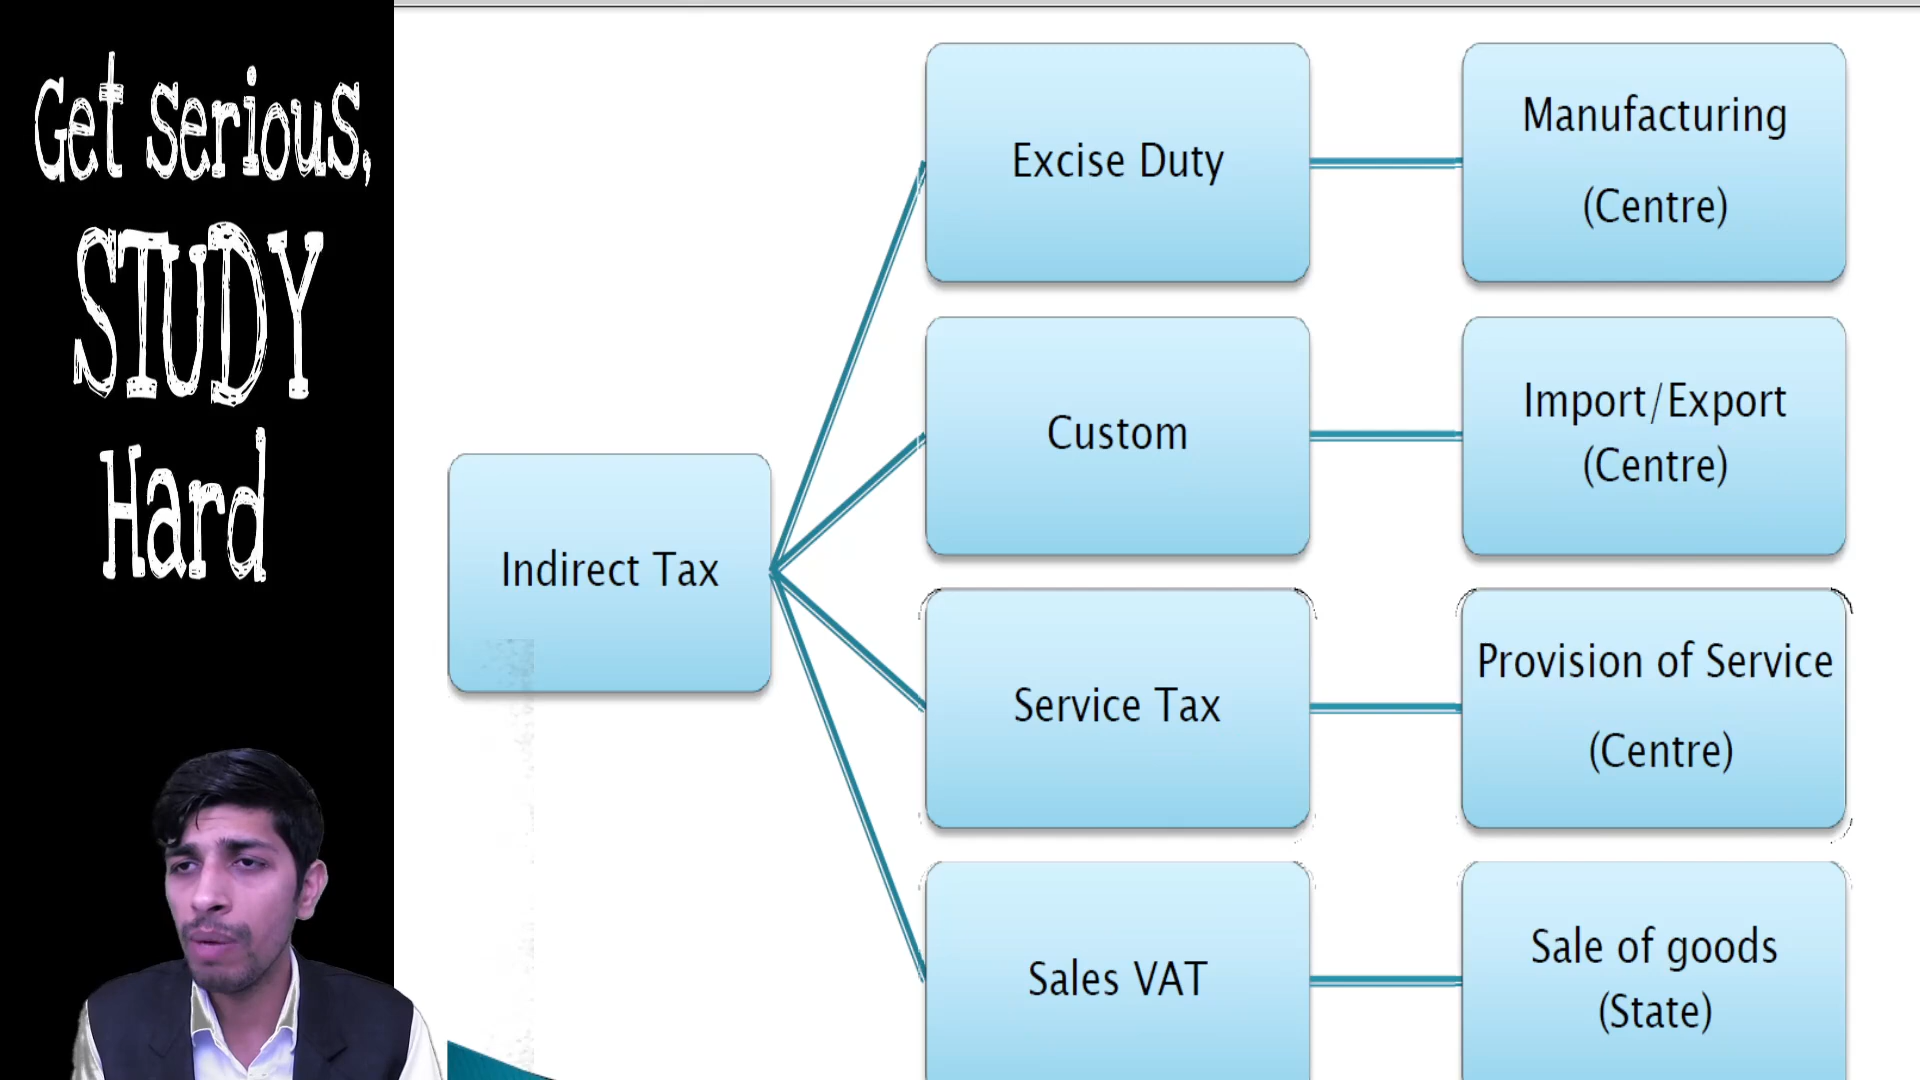 Get serious,
STUDY
Hard
Indirect Tax
Excise Duty
Manufacturing
(Centre)
Custom
Import/Export
(Centre)
Service Tax
Provision of Service
(Centre)
Sales VAT
Sale of goods
(State)